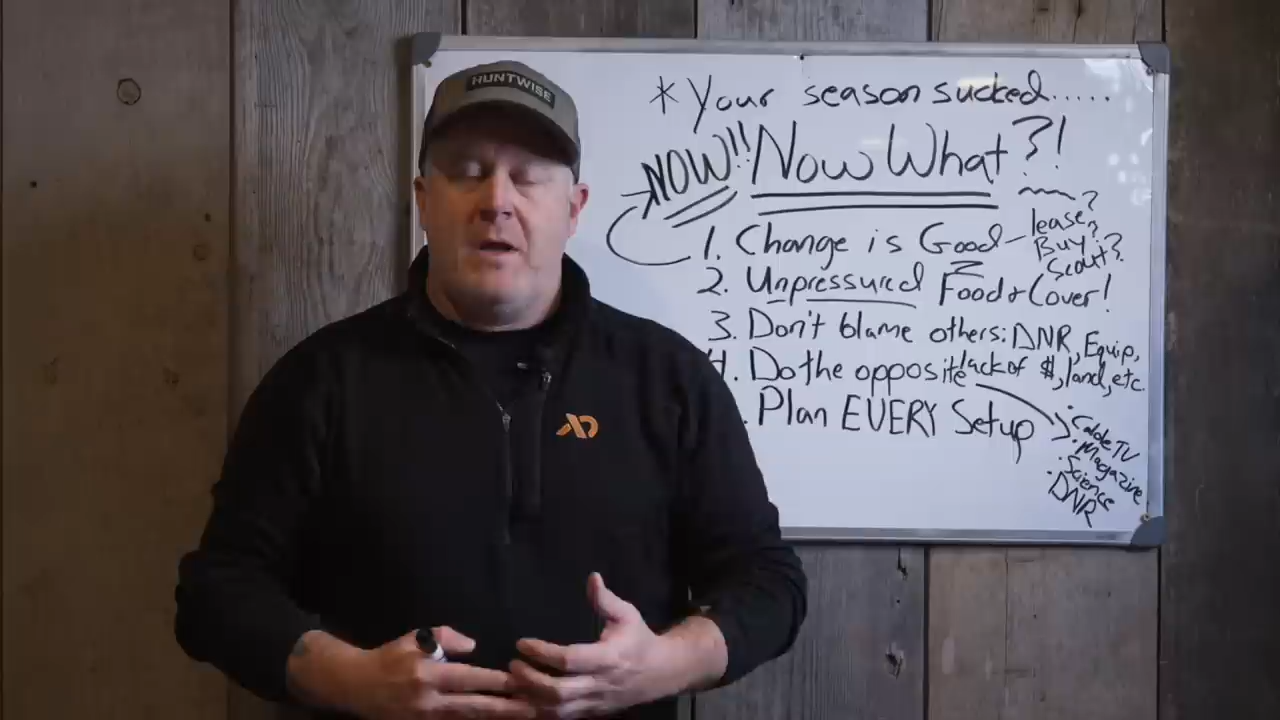 HUNTWISE
* Your season sucked.....
NOW!! Now What?!
1. Change is Good - lease?
Buy?
Scout?
2. Unpressured Food & Cover!
3. Don't blame others: DNR, Equip,
lack of $, land, etc.
4. Do the opposite
Cable TV
Magazine
Science
DNR
. Plan EVERY Setup